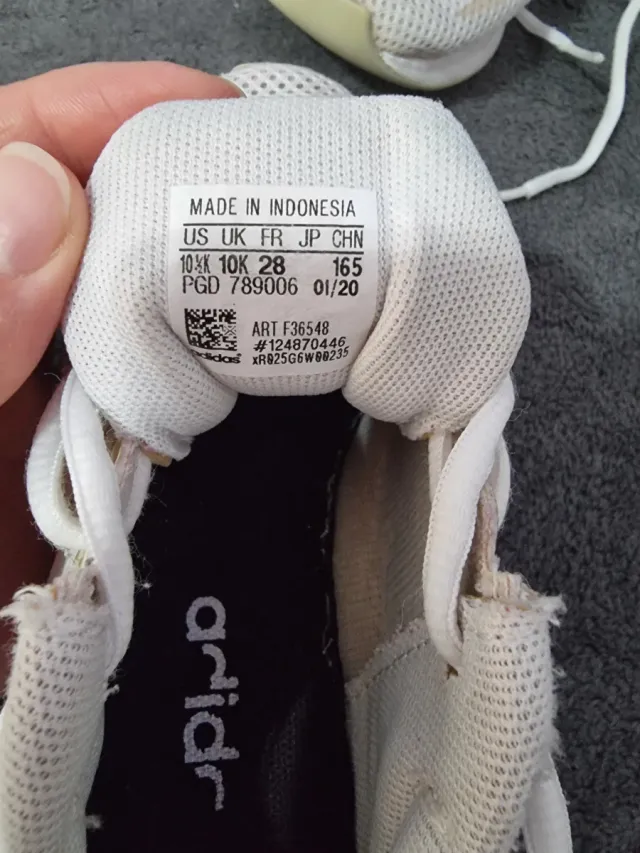 MADE IN INDONESIA
US UK FR JP CHN
10½K 10K 28 165
PGD 789006 01/20
ART F36548
#124870446
adidas xR025G6W00235